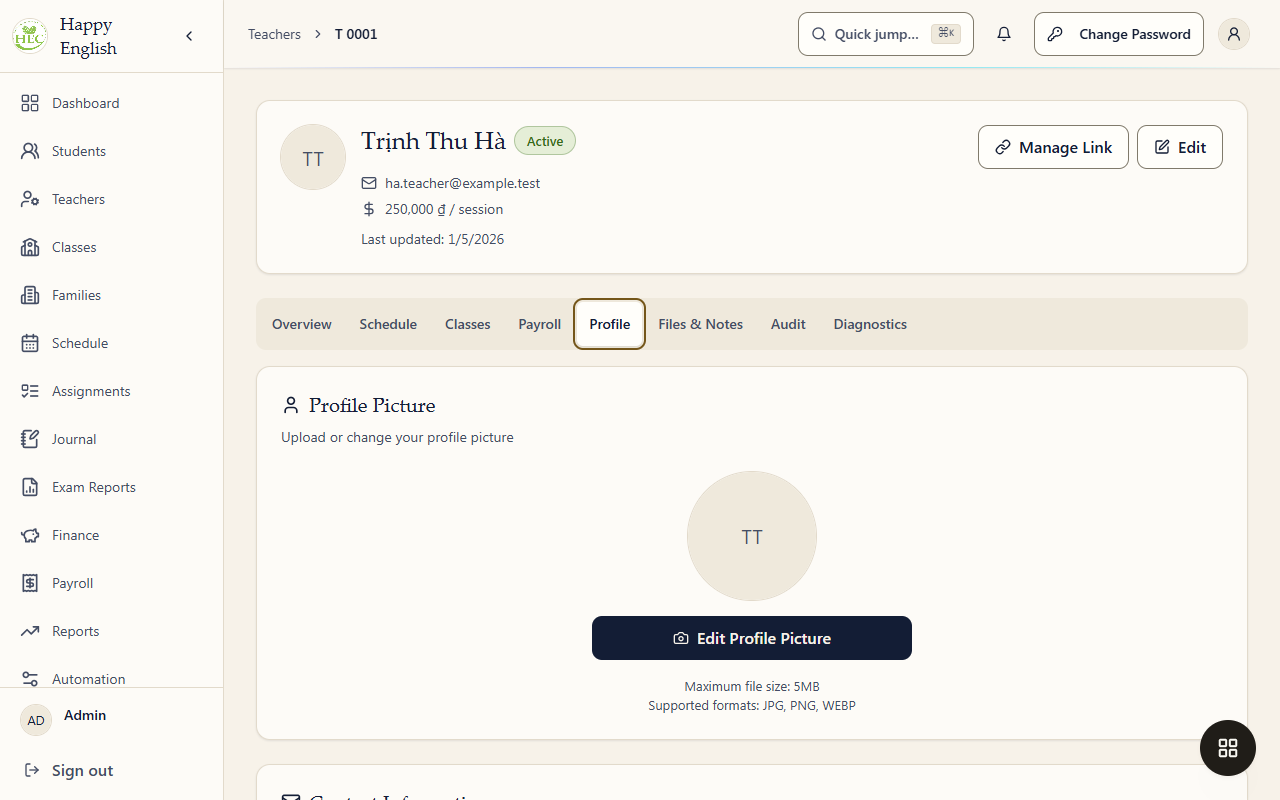 HEC
Happy
English
Dashboard
Students
Teachers
Classes
Families
Schedule
Assignments
Journal
Exam Reports
Finance
Payroll
Reports
Automation
AD
Admin
Sign out
Teachers
T 0001
Quick jump...
⌘K
Change Password
TT
Trịnh Thu Hà
Active
ha.teacher@example.test
250,000 ₫ / session
Last updated: 1/5/2026
Manage Link
Edit
Overview
Schedule
Classes
Payroll
Profile
Files & Notes
Audit
Diagnostics
Profile Picture
Upload or change your profile picture
TT
Edit Profile Picture
Maximum file size: 5MB
Supported formats: JPG, PNG, WEBP